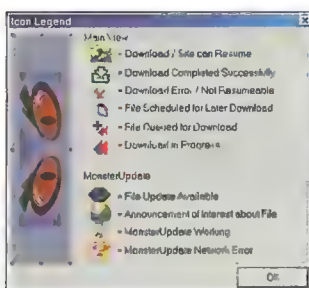 Icon Legend
Main View
= Download / Site can Resume
= Download Completed Successfully
= Download Error / Not Resumeable
= File Scheduled for Later Download
= File Queued for Download
= Download in Progress
MonsterUpdate
= File Update Available
= Announcement of Interest about File
= MonsterUpdate Working
= MonsterUpdate Network Error
OK